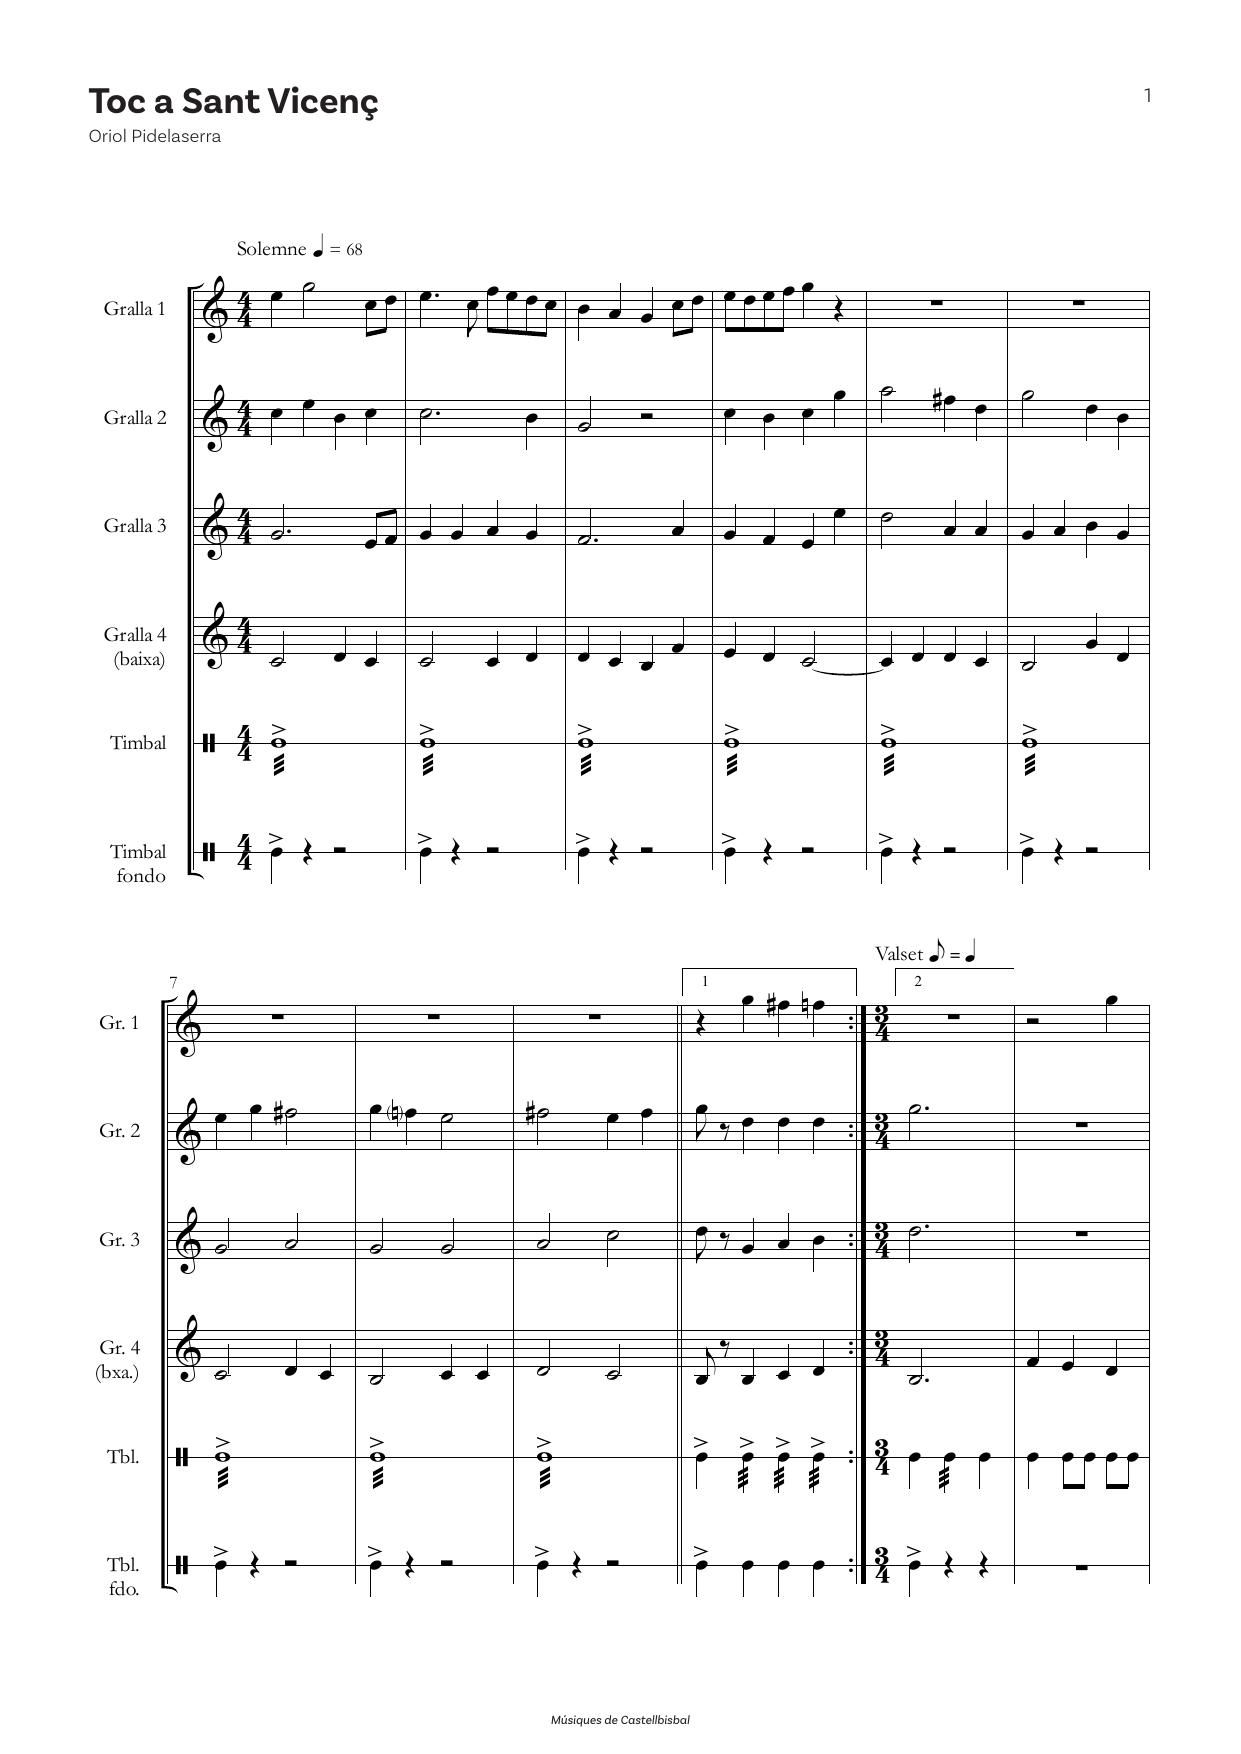 Toc a Sant Vicenç
1
Oriol Pidelaserra
Solemne ♩ = 68
Gralla 1
Gralla 2
Gralla 3
Gralla 4
(baixa)
Timbal
Timbal
fondo
Valset ♪ = ♩
7
1
2
Gr. 1
Gr. 2
Gr. 3
Gr. 4
(bxa.)
Tbl.
Tbl.
fdo.
Músiques de Castellbisbal